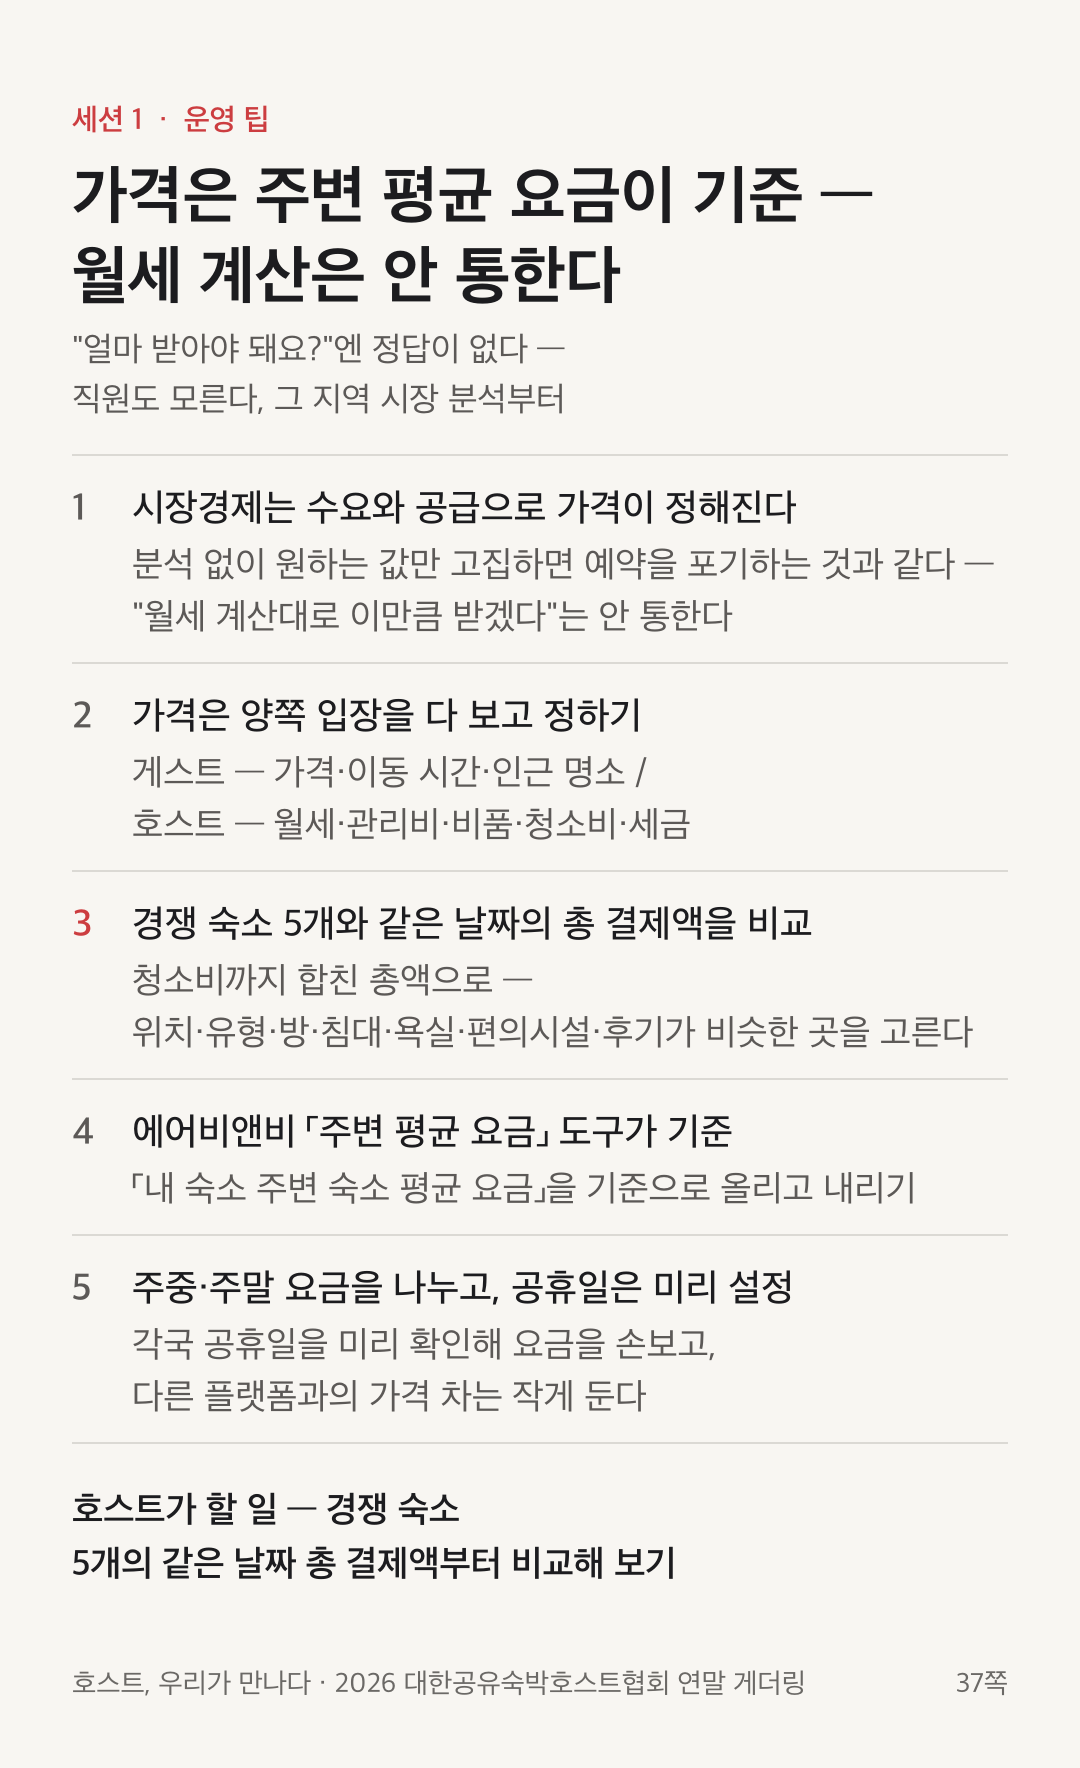 세션 1 · 운영 팁
가격은 주변 평균 요금이 기준 —
월세 계산은 안 통한다
"얼마 받아야 돼요?"엔 정답이 없다 —
직원도 모른다, 그 지역 시장 분석부터
1 시장경제는 수요와 공급으로 가격이 정해진다
분석 없이 원하는 값만 고집하면 예약을 포기하는 것과 같다 —
"월세 계산대로 이만큼 받겠다"는 안 통한다
2 가격은 양쪽 입장을 다 보고 정하기
게스트 — 가격·이동 시간·인근 명소 /
호스트 — 월세·관리비·비품·청소비·세금
3 경쟁 숙소 5개와 같은 날짜의 총 결제액을 비교
청소비까지 합친 총액으로 —
위치·유형·방·침대·욕실·편의시설·후기가 비슷한 곳을 고른다
4 에어비앤비 「주변 평균 요금」 도구가 기준
「내 숙소 주변 숙소 평균 요금」을 기준으로 올리고 내리기
5 주중·주말 요금을 나누고, 공휴일은 미리 설정
각국 공휴일을 미리 확인해 요금을 손보고,
다른 플랫폼과의 가격 차는 작게 둔다
호스트가 할 일 — 경쟁 숙소
5개의 같은 날짜 총 결제액부터 비교해 보기
호스트, 우리가 만나다 · 2026 대한공유숙박호스트협회 연말 게더링 37쪽